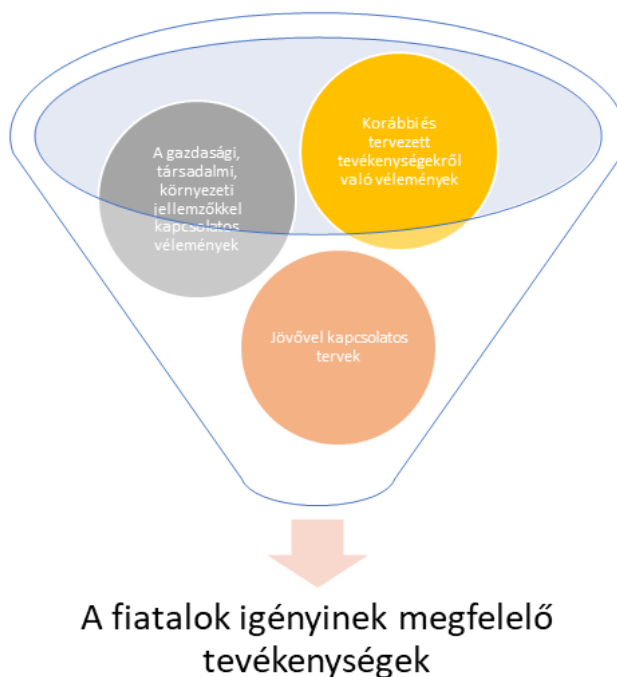 Korábbi és
tervezett
tevékenységekről
való vélemények
A gazdasági,
társadalmi,
környezeti
jellemzőkkel
kapcsolatos
vélemények
Jövővel kapcsolatos
tervek
A fiatalok igényinek megfelelő
tevékenységek